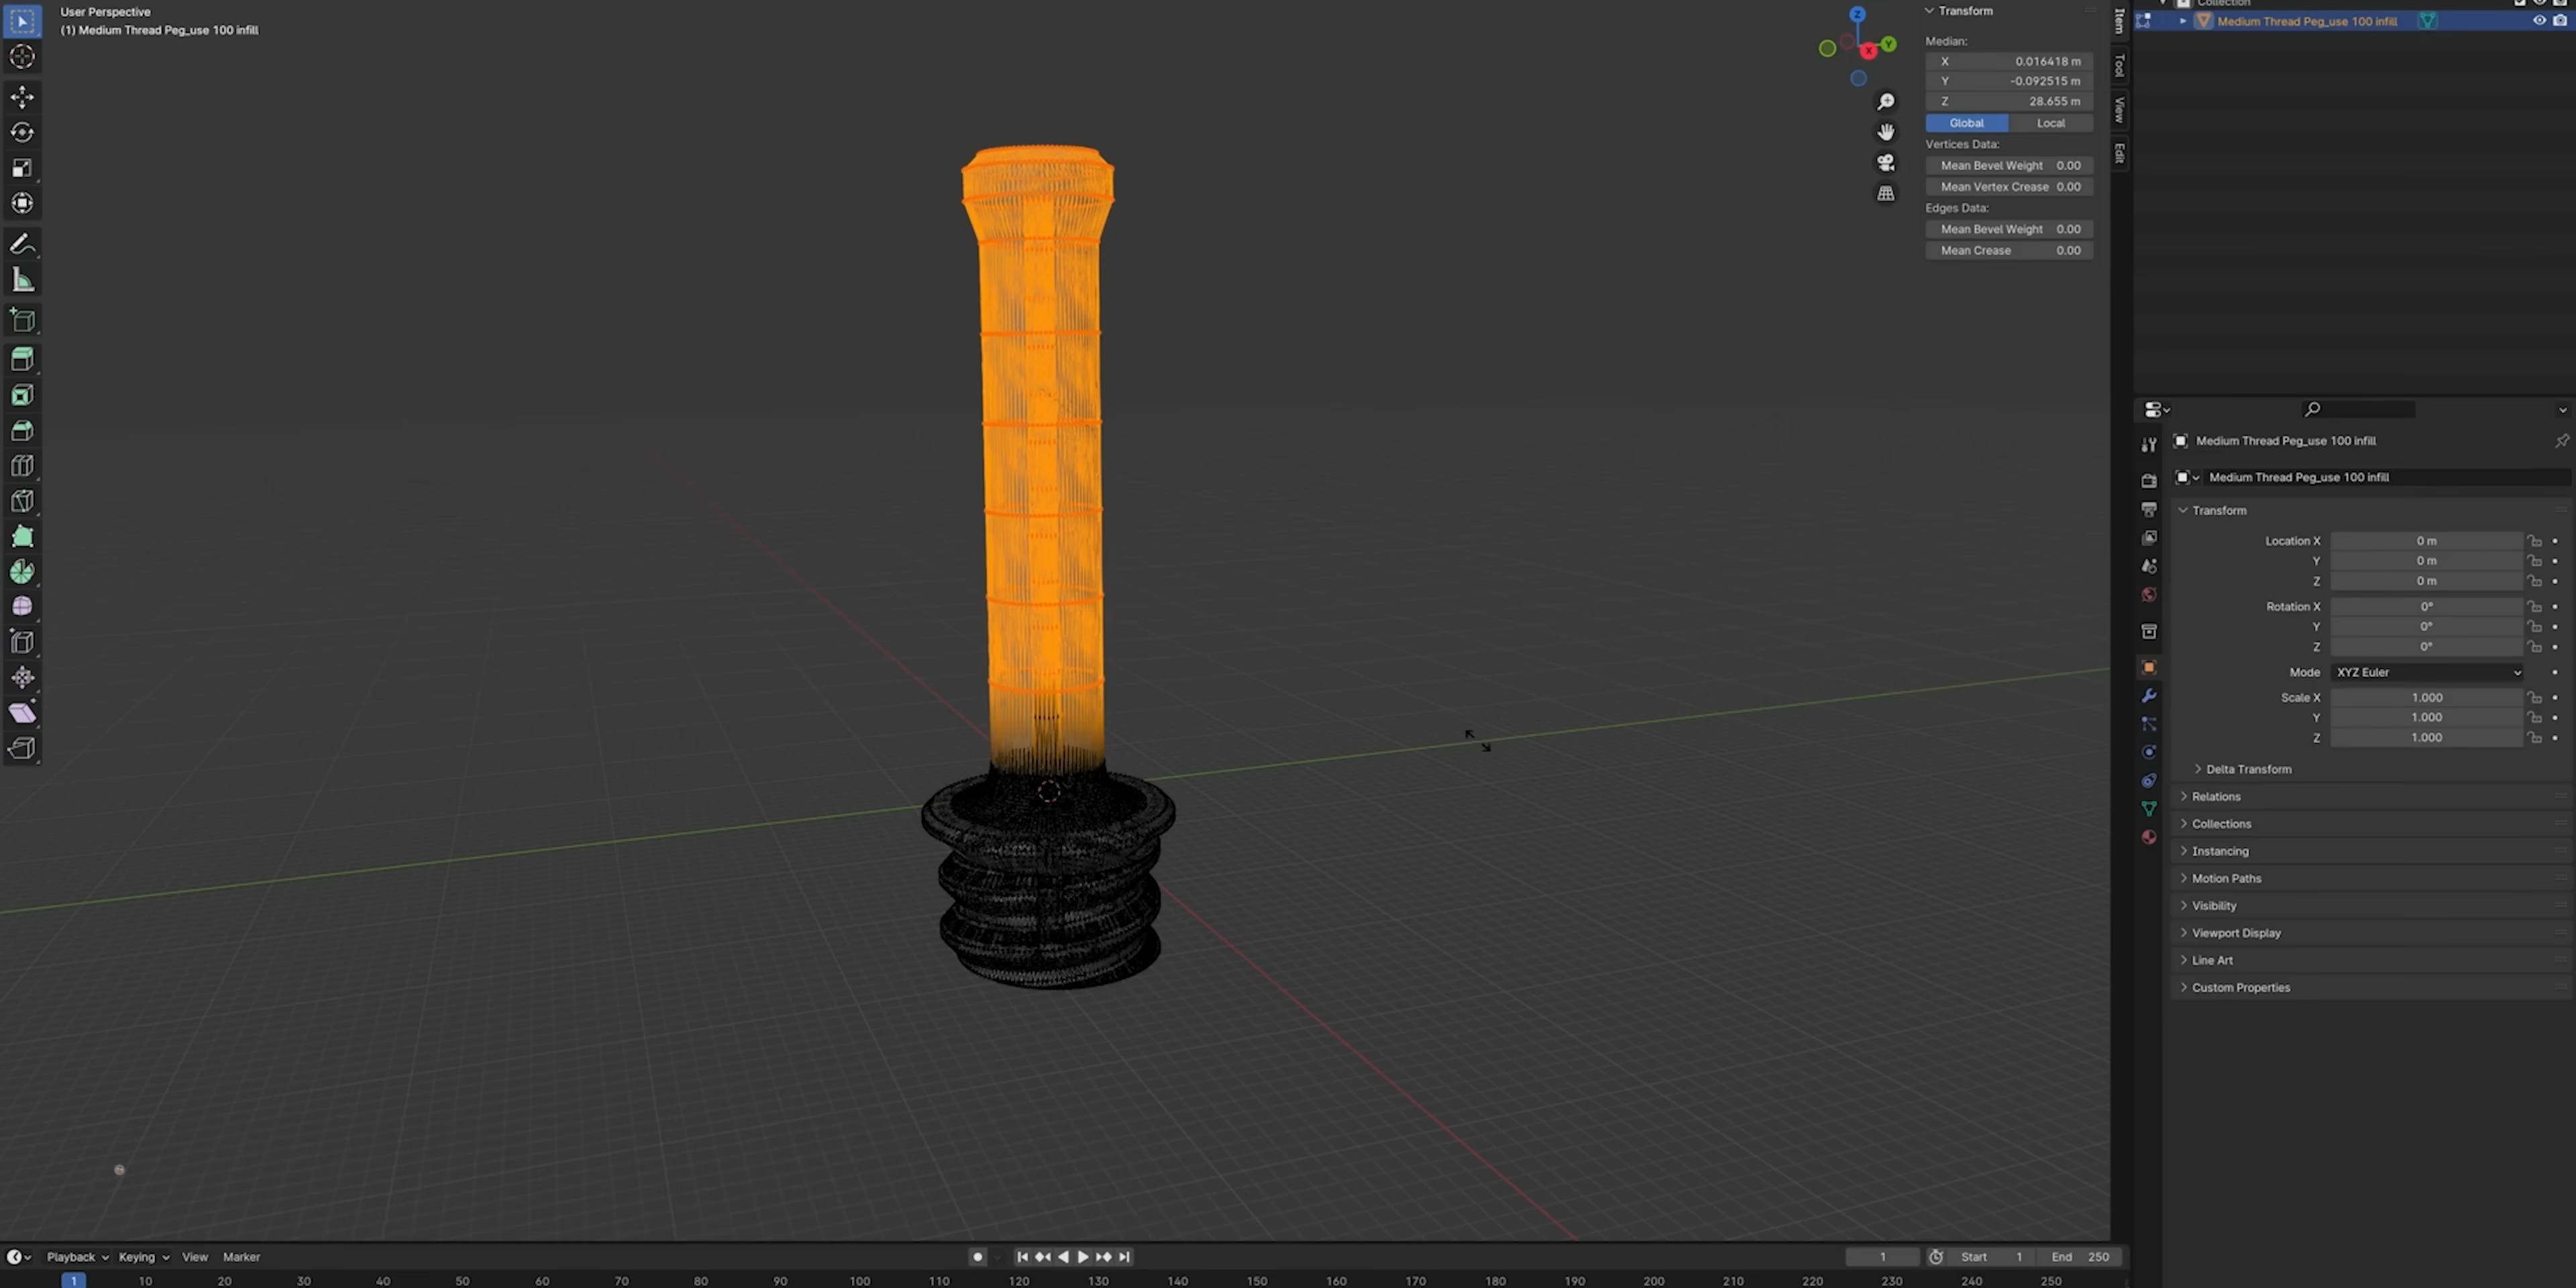 User Perspective
(1) Medium Thread Peg_use 100 infill
Transform
Median:
X 0.016418 m
Y -0.092515 m
Z 28.655 m
Global Local
Vertices Data:
Mean Bevel Weight 0.00
Mean Vertex Crease 0.00
Edges Data:
Mean Bevel Weight 0.00
Mean Crease 0.00
Z
Y
X
Item
Tool
View
Edit
Collection
Medium Thread Peg_use 100 infill
Medium Thread Peg_use 100 infill
Medium Thread Peg_use 100 infill
Transform
Location X 0 m
Y 0 m
Z 0 m
Rotation X 0°
Y 0°
Z 0°
Mode XYZ Euler
Scale X 1.000
Y 1.000
Z 1.000
Delta Transform
Relations
Collections
Instancing
Motion Paths
Visibility
Viewport Display
Line Art
Custom Properties
Playback Keying View Marker
1 Start 1 End 250
1 10 20 30 40 50 60 70 80 90 100 110 120 130 140 150 160 170 180 190 200 210 220 230 240 250